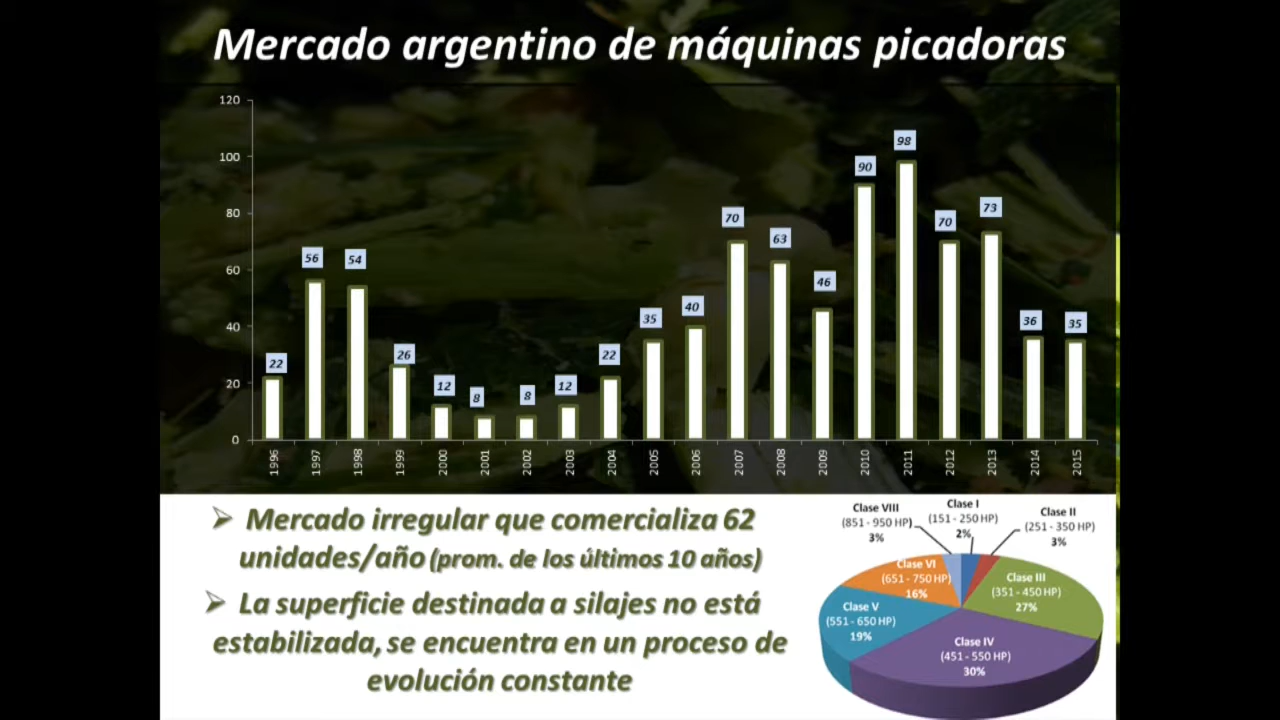 Mercado argentino de máquinas picadoras
120
100
80
60
40
20
0
22
56
54
26
12
8
8
12
22
35
40
70
63
46
90
98
70
73
36
35
1996
1997
1998
1999
2000
2001
2002
2003
2004
2005
2006
2007
2008
2009
2010
2011
2012
2013
2014
2015
➢ Mercado irregular que comercializa 62
unidades/año (prom. de los últimos 10 años)
➢ La superficie destinada a silajes no está
estabilizada, se encuentra en un proceso de
evolución constante
Clase VIII
(851 - 950 HP)
3%
Clase I
(151 - 250 HP)
2%
Clase II
(251 - 350 HP)
3%
Clase III
(351 - 450 HP)
27%
Clase IV
(451 - 550 HP)
30%
Clase V
(551 - 650 HP)
19%
Clase VI
(651 - 750 HP)
16%